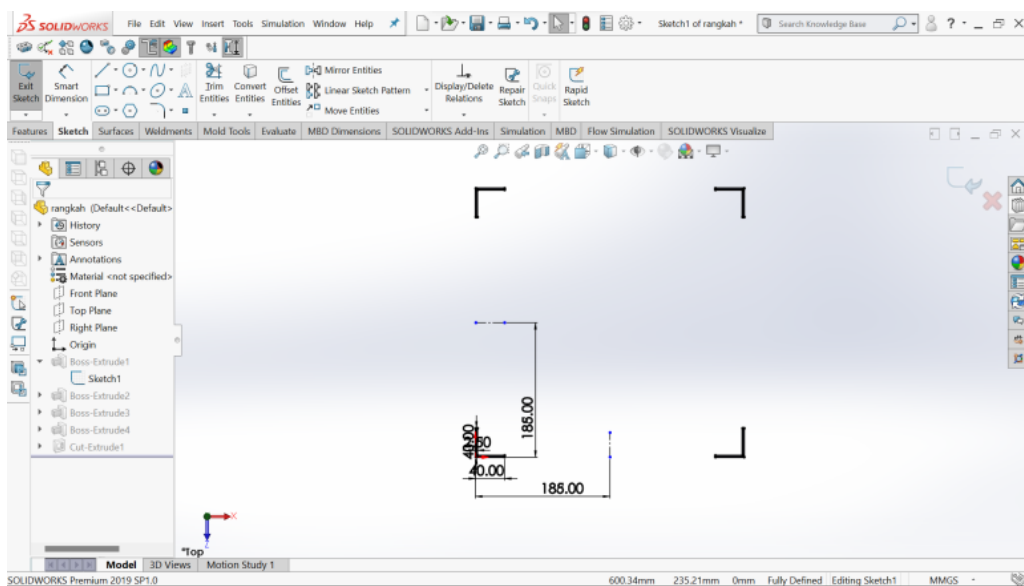 SOLIDWORKS File Edit View Insert Tools Simulation Window Help Sketch1 of rangkah * Search Knowledge Base
Exit Sketch
Smart Dimension
Trim Entities
Convert Entities
Offset Entities
Mirror Entities
Linear Sketch Pattern
Move Entities
Display/Delete Relations
Repair Sketch
Quick Snaps
Rapid Sketch
Features Sketch Surfaces Weldments Mold Tools Evaluate MBD Dimensions SOLIDWORKS Add-Ins Simulation MBD Flow Simulation SOLIDWORKS Visualize
rangkah (Default<<Default>
History
Sensors
Annotations
Material <not specified>
Front Plane
Top Plane
Right Plane
Origin
Boss-Extrude1
Sketch1
Boss-Extrude2
Boss-Extrude3
Boss-Extrude4
Cut-Extrude1
185.00
40.00
40.00
185.00
*Top
Model 3D Views Motion Study 1
SOLIDWORKS Premium 2019 SP1.0 600.34mm 235.21mm 0mm Fully Defined Editing Sketch1 MMGS